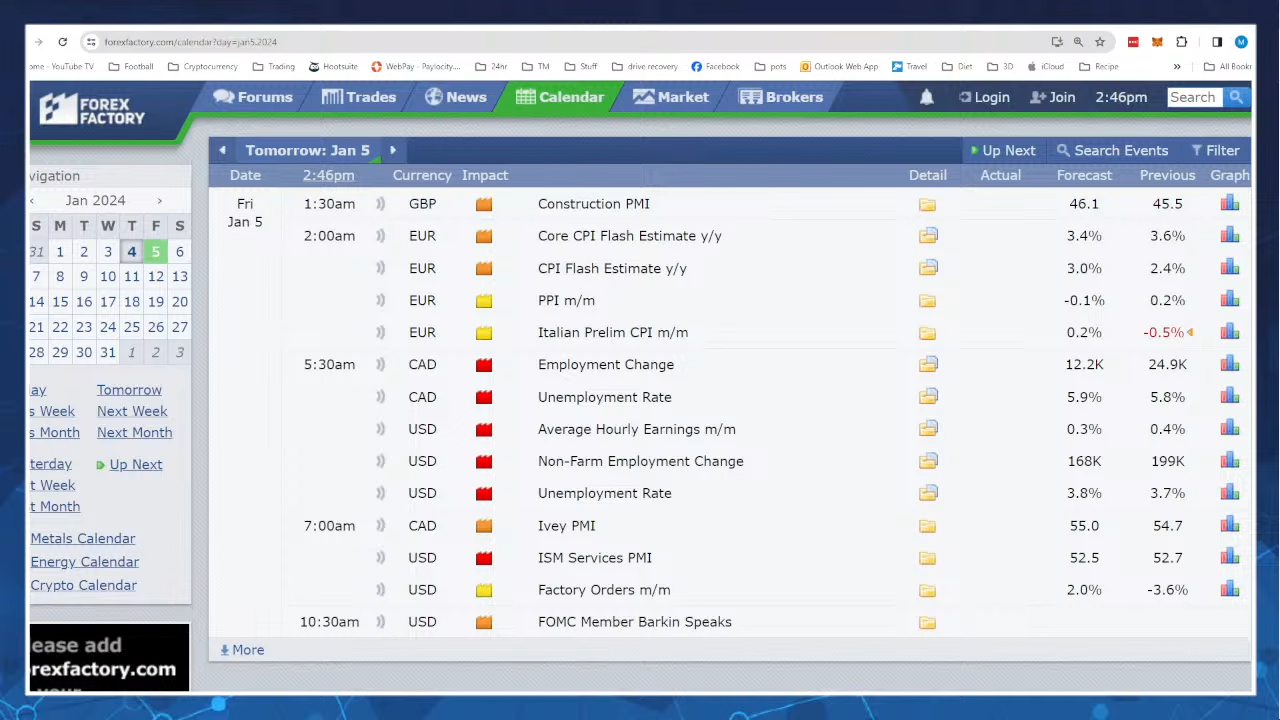 forexfactory.com/calendar?day=jan5.2024
ome - YouTube TV Football Cryptocurrency Trading Hootsuite WebPay - Paylocity.... 24hr TM Stuff drive recovery Facebook pots Outlook Web App Travel Diet 3D iCloud Recipe » All Bookr
FOREX FACTORY Forums Trades News Calendar Market Brokers Login Join 2:46pm Search
Tomorrow: Jan 5 Up Next Search Events Filter
Date 2:46pm Currency Impact Detail Actual Forecast Previous Graph
Fri Jan 5
1:30am GBP Construction PMI 46.1 45.5
2:00am EUR Core CPI Flash Estimate y/y 3.4% 3.6%
EUR CPI Flash Estimate y/y 3.0% 2.4%
EUR PPI m/m -0.1% 0.2%
EUR Italian Prelim CPI m/m 0.2% -0.5%
5:30am CAD Employment Change 12.2K 24.9K
CAD Unemployment Rate 5.9% 5.8%
USD Average Hourly Earnings m/m 0.3% 0.4%
USD Non-Farm Employment Change 168K 199K
USD Unemployment Rate 3.8% 3.7%
7:00am CAD Ivey PMI 55.0 54.7
USD ISM Services PMI 52.5 52.7
USD Factory Orders m/m 2.0% -3.6%
10:30am USD FOMC Member Barkin Speaks
More
vigation
‹ Jan 2024 ›
S M T W T F S
31 1 2 3 4 5 6
7 8 9 10 11 12 13
14 15 16 17 18 19 20
21 22 23 24 25 26 27
28 29 30 31 1 2 3
ay Tomorrow
s Week Next Week
s Month Next Month
terday Up Next
t Week
t Month
Metals Calendar
Energy Calendar
Crypto Calendar
ease add
rexfactory.com